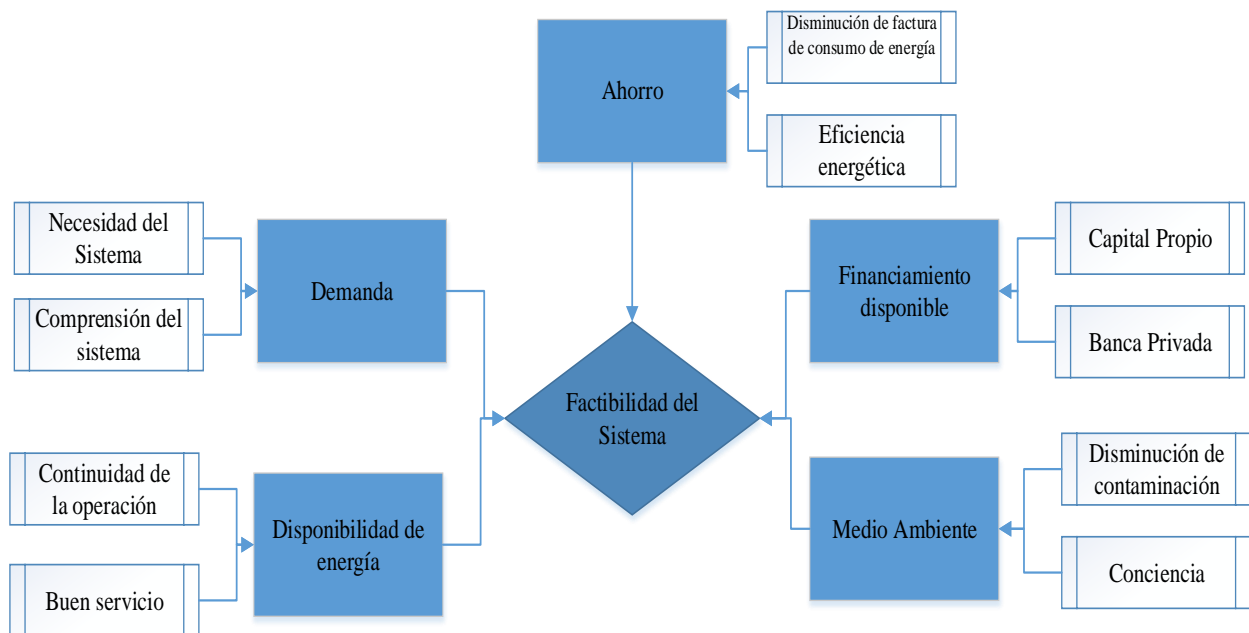 Disminución de factura
de consumo de energía
Ahorro
Eficiencia
energética
Necesidad del
Sistema
Capital Propio
Demanda
Financiamiento
disponible
Comprensión del
sistema
Banca Privada
Factibilidad del
Sistema
Continuidad de
la operación
Disminución de
contaminación
Disponibilidad de
energía
Medio Ambiente
Buen servicio
Conciencia